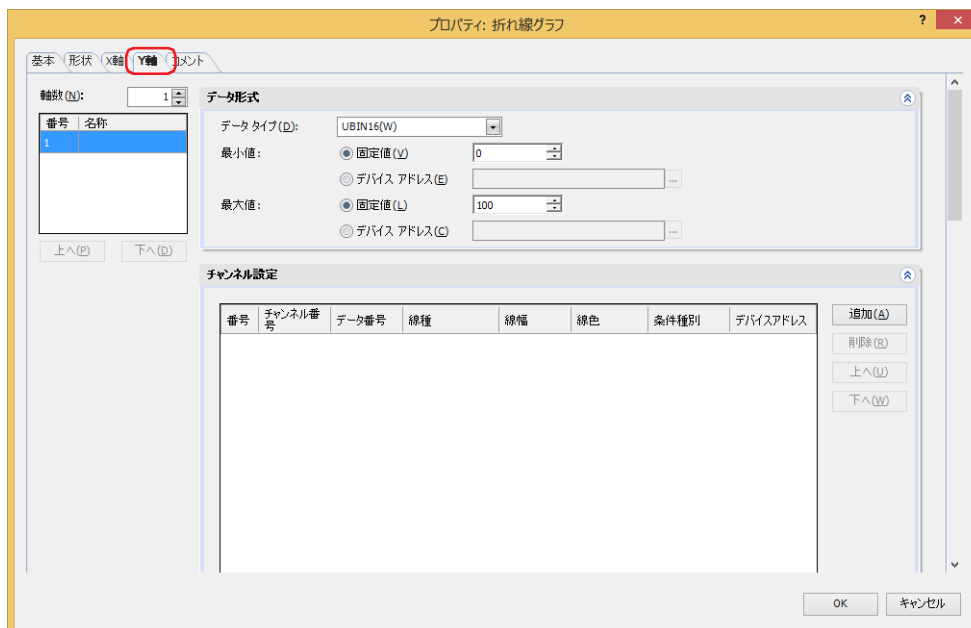 プロパティ: 折れ線グラフ
?
×
基本 形状 X軸 Y軸 コメント
軸数(N): 1
番号 名称
1
上へ(P) 下へ(D)
データ形式
データ タイプ(D): UBIN16(W)
最小値: 固定値(V) 0
デバイス アドレス(E) ...
最大値: 固定値(L) 100
デバイス アドレス(C) ...
チャンネル設定
番号 チャンネル番号 データ番号 線種 線幅 線色 条件種別 デバイスアドレス
追加(A)
削除(R)
上へ(U)
下へ(W)
OK キャンセル